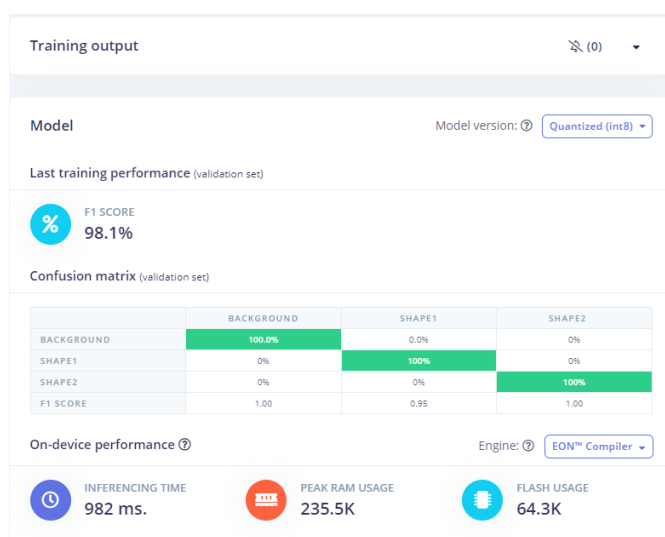 Training output
(0)
Model
Model version: ? Quantized (int8)
Last training performance (validation set)
% F1 SCORE
98.1%
Confusion matrix (validation set)
BACKGROUND SHAPE1 SHAPE2
BACKGROUND 100.0% 0.0% 0%
SHAPE1 0% 100% 0%
SHAPE2 0% 0% 100%
F1 SCORE 1.00 0.95 1.00
On-device performance ?
Engine: ? EON™ Compiler
INFERENCING TIME
982 ms.
PEAK RAM USAGE
235.5K
FLASH USAGE
64.3K